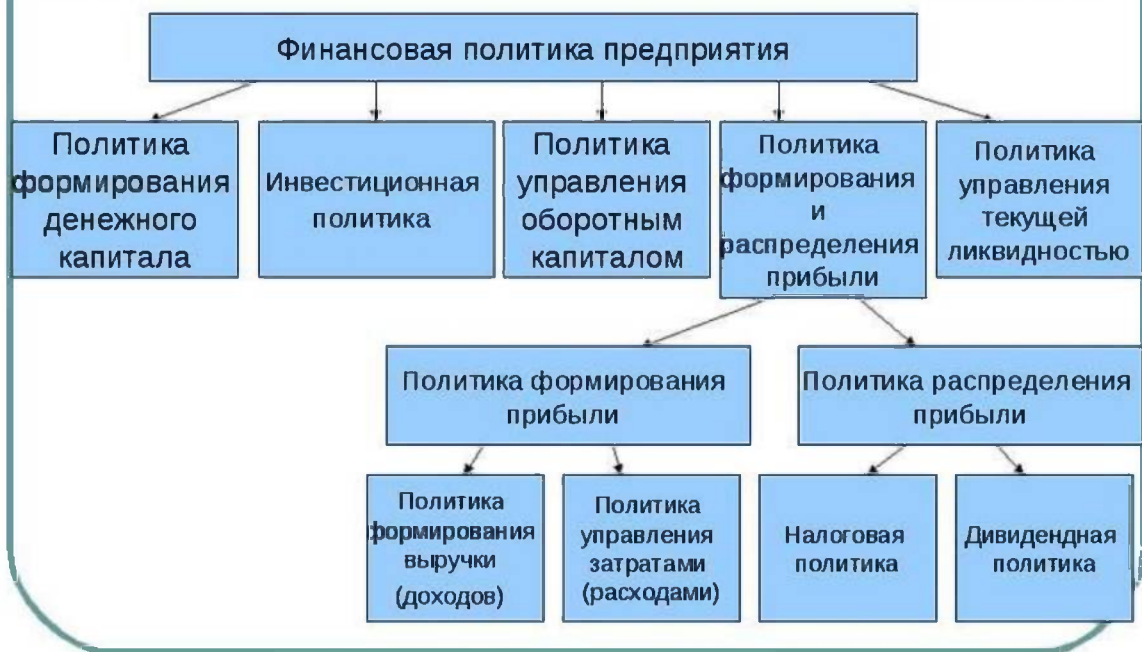 Финансовая политика предприятия
Политика
формирования
денежного
капитала
Инвестиционная
политика
Политика
управления
оборотным
капиталом
Политика
формирования
и
распределения
прибыли
Политика
управления
текущей
ликвидностью
Политика формирования
прибыли
Политика распределения
прибыли
Политика
формирования
выручки
(доходов)
Политика
управления
затратами
(расходами)
Налоговая
политика
Дивидендная
политика